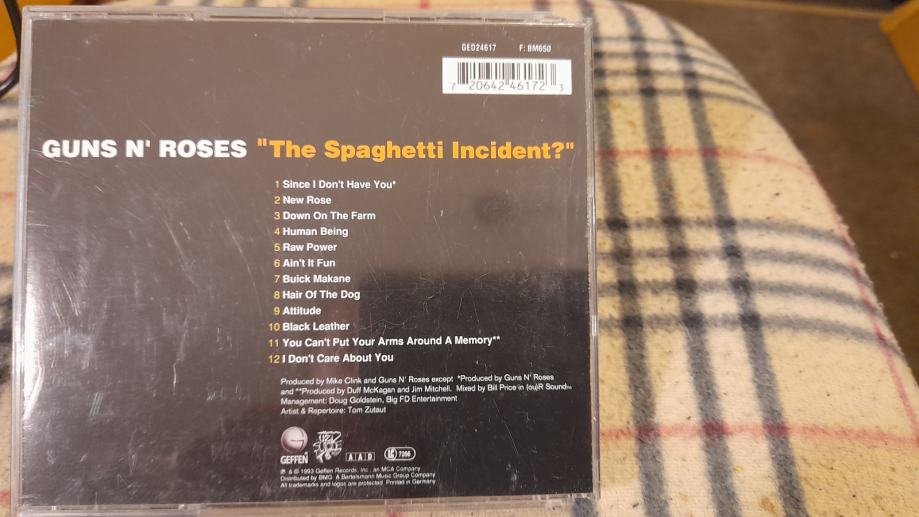 GED24617 F: BM650
7 20642 46172 3
GUNS N' ROSES "The Spaghetti Incident?"
1 Since I Don't Have You*
2 New Rose
3 Down On The Farm
4 Human Being
5 Raw Power
6 Ain't It Fun
7 Buick Makane
8 Hair Of The Dog
9 Attitude
10 Black Leather
11 You Can't Put Your Arms Around A Memory**
12 I Don't Care About You
Produced by Mike Clink and Guns N' Roses except *Produced by Guns N' Roses
and **Produced by Duff McKagan and Jim Mitchell. Mixed by Bill Price in (ou)R Sound™
Management: Doug Goldstein, Big FD Entertainment
Artist & Repertoire: Tom Zutaut
GEFFEN
AAD
7266
℗ & © 1993 Geffen Records, Inc., an MCA Company
Distributed by BMG. A Bertelsmann Music Group Company
All trademarks and logos are protected. Printed in Germany